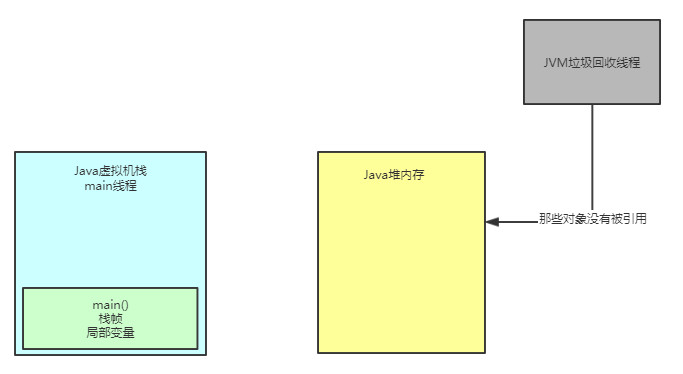 JVM垃圾回收线程
Java虚拟机栈
main线程
Java堆内存
那些对象没有被引用
main()
栈帧
局部变量